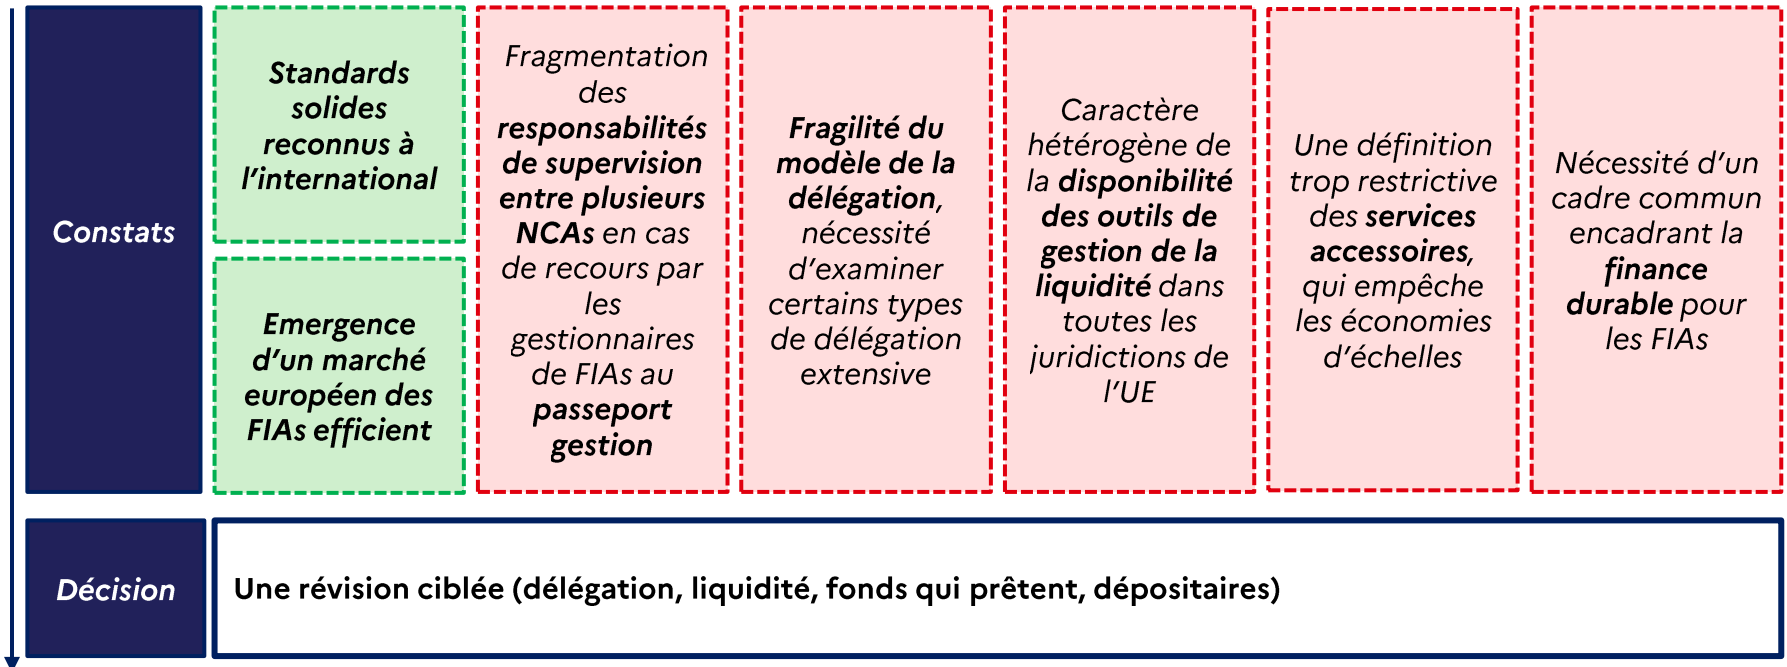 Constats
Standards
solides
reconnus à
l’international
Emergence
d’un marché
européen des
FIAs efficient
Fragmentation
des
responsabilités
de supervision
entre plusieurs
NCAs en cas
de recours par
les
gestionnaires
de FIAs au
passeport
gestion
Fragilité du
modèle de la
délégation,
nécessité
d’examiner
certains types
de délégation
extensive
Caractère
hétérogène de
la disponibilité
des outils de
gestion de la
liquidité dans
toutes les
juridictions de
l’UE
Une définition
trop restrictive
des services
accessoires,
qui empêche
les économies
d’échelles
Nécessité d’un
cadre commun
encadrant la
finance
durable pour
les FIAs
Décision
Une révision ciblée (délégation, liquidité, fonds qui prêtent, dépositaires)